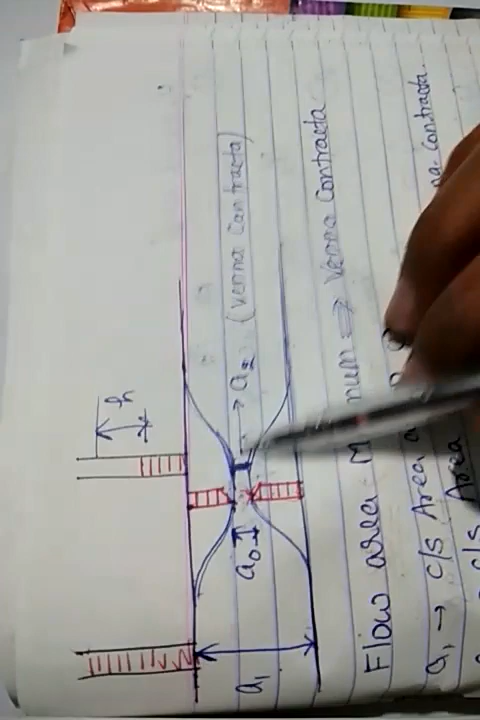 h
→ a₂ (Venna Contracta)
a₀
a₁
Flow area M num ⇒ Venna Contracta
a₁ → C/S Area a na. contracta.
C/S Area